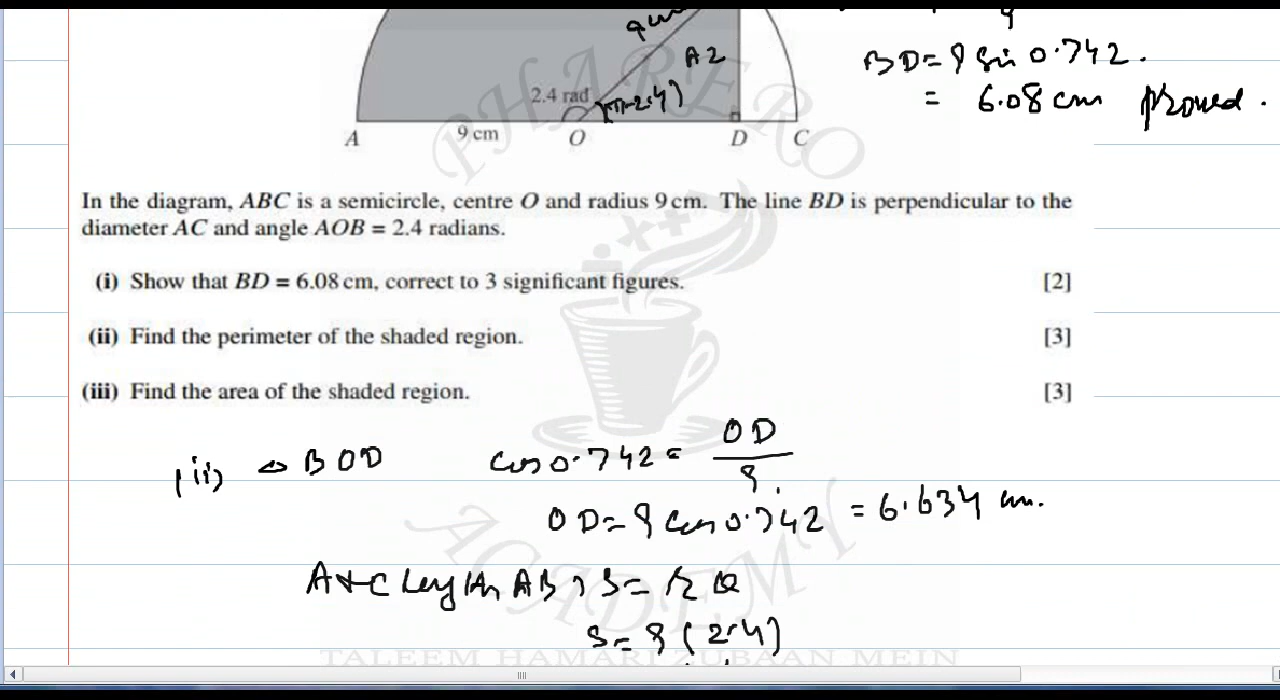 9 cm
BD = 9 sin 0.742.
A2
= 6.08 cm proved.
2.4 rad
(π-2.4)
A 9 cm O D C
PHARERO
In the diagram, ABC is a semicircle, centre O and radius 9 cm. The line BD is perpendicular to the
diameter AC and angle AOB = 2.4 radians.
(i) Show that BD = 6.08 cm, correct to 3 significant figures. [2]
(ii) Find the perimeter of the shaded region. [3]
(iii) Find the area of the shaded region. [3]
(ii) △ BOD cos 0.742 = OD
9.
OD = 9 cos 0.742 = 6.634 cm.
ACADEMY
Arc Length AB, S = r θ
S = 9 (2.4)
TALEEM HAMARI ZUBAAN MEIN